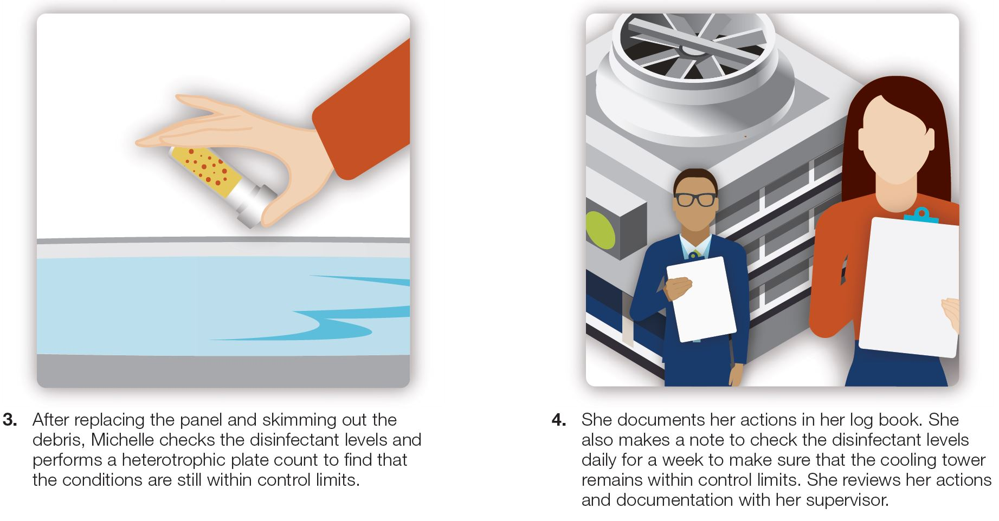 3. After replacing the panel and skimming out the
debris, Michelle checks the disinfectant levels and
performs a heterotrophic plate count to find that
the conditions are still within control limits.
4. She documents her actions in her log book. She
also makes a note to check the disinfectant levels
daily for a week to make sure that the cooling tower
remains within control limits. She reviews her actions
and documentation with her supervisor.